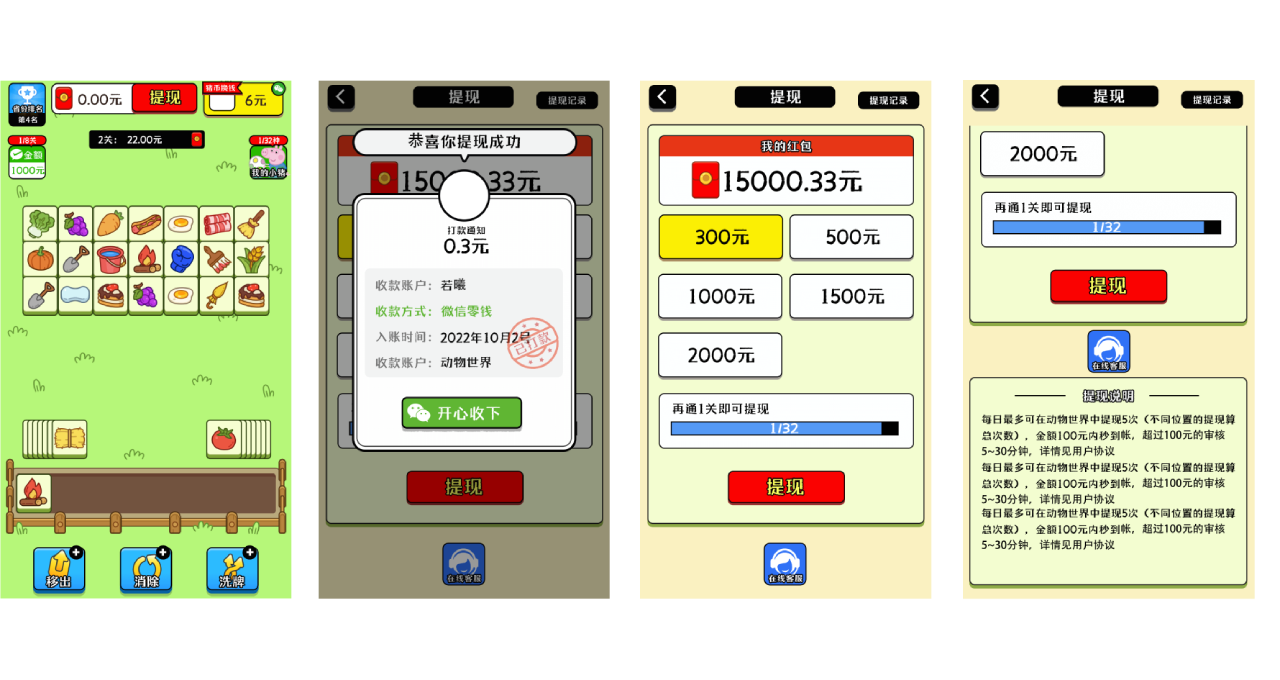 省份排名
第4名
0.00元
提现
猪币赚钱
6元
1/8关
金额
1000元
2关: 22.00元
1/32种
我的小猪
移出
消除
洗牌
提现
提现记录
恭喜你提现成功
15000.33元
打款通知
0.3元
收款账户: 若曦
收款方式: 微信零钱
入账时间: 2022年10月2号
收款账户: 动物世界
已打款
开心收下
提现
在线客服
提现
提现记录
我的红包
15000.33元
300元
500元
1000元
1500元
2000元
再通1关即可提现
1/32
提现
在线客服
提现
提现记录
2000元
再通1关即可提现
1/32
提现
在线客服
提现说明
每日最多可在动物世界中提现5次（不同位置的提现算
总次数），金额100元内秒到帐，超过100元的审核
5~30分钟，详情见用户协议
每日最多可在动物世界中提现5次（不同位置的提现算
总次数），金额100元内秒到帐，超过100元的审核
5~30分钟，详情见用户协议
每日最多可在动物世界中提现5次（不同位置的提现算
总次数），金额100元内秒到帐，超过100元的审核
5~30分钟，详情见用户协议